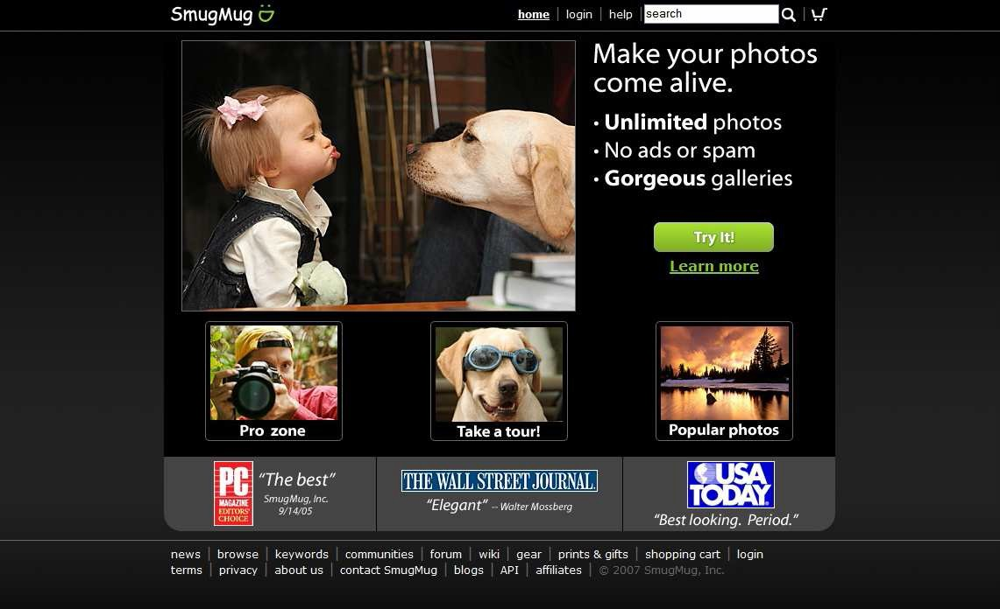 SmugMug
home | login | help | search
Make your photos
come alive.
• Unlimited photos
• No ads or spam
• Gorgeous galleries
Try It!
Learn more
Pro zone
Take a tour!
Popular photos
PC
MAGAZINE
EDITORS'
CHOICE
“The best”
SmugMug, Inc.
9/14/05
THE WALL STREET JOURNAL.
“Elegant” -- Walter Mossberg
USA
TODAY
“Best looking. Period.”
news | browse | keywords | communities | forum | wiki | gear | prints & gifts | shopping cart | login
terms | privacy | about us | contact SmugMug | blogs | API | affiliates | © 2007 SmugMug, Inc.